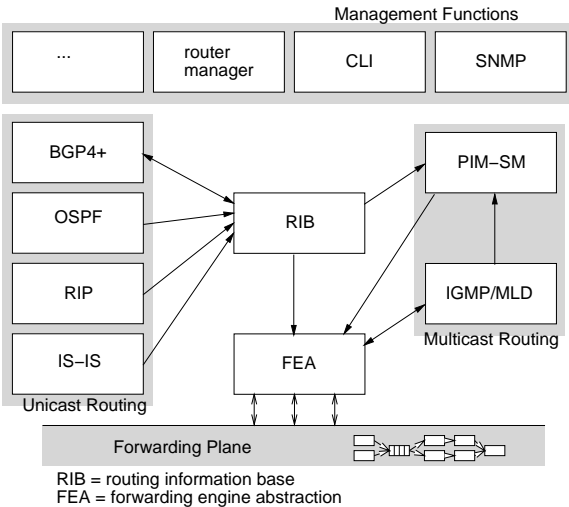 Management Functions
...
router
manager
CLI
SNMP
BGP4+
OSPF
RIP
IS–IS
Unicast Routing
RIB
FEA
PIM–SM
IGMP/MLD
Multicast Routing
Forwarding Plane
RIB = routing information base
FEA = forwarding engine abstraction